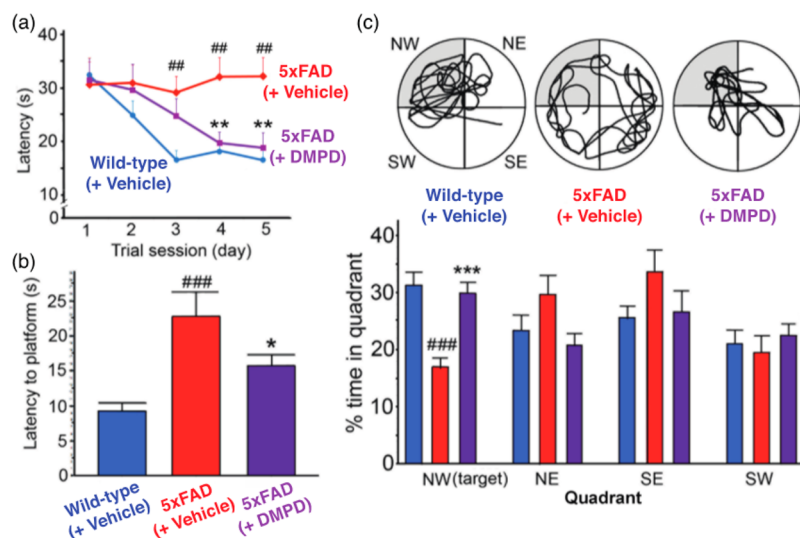 (a)
40
30
20
10
0
Latency (s)
##
##
##
5xFAD
(+ Vehicle)
**
**
5xFAD
(+ DMPD)
Wild-type
(+ Vehicle)
1 2 3 4 5
Trial session (day)
(b)
25
20
15
10
5
0
Latency to platform (s)
###
*
Wild-type
(+ Vehicle)
5xFAD
(+ Vehicle)
5xFAD
(+ DMPD)
(c)
NW
NE
SW
SE
Wild-type
(+ Vehicle)
5xFAD
(+ Vehicle)
5xFAD
(+ DMPD)
40
30
20
10
0
% time in quadrant
###
***
NW(target) NE SE SW
Quadrant